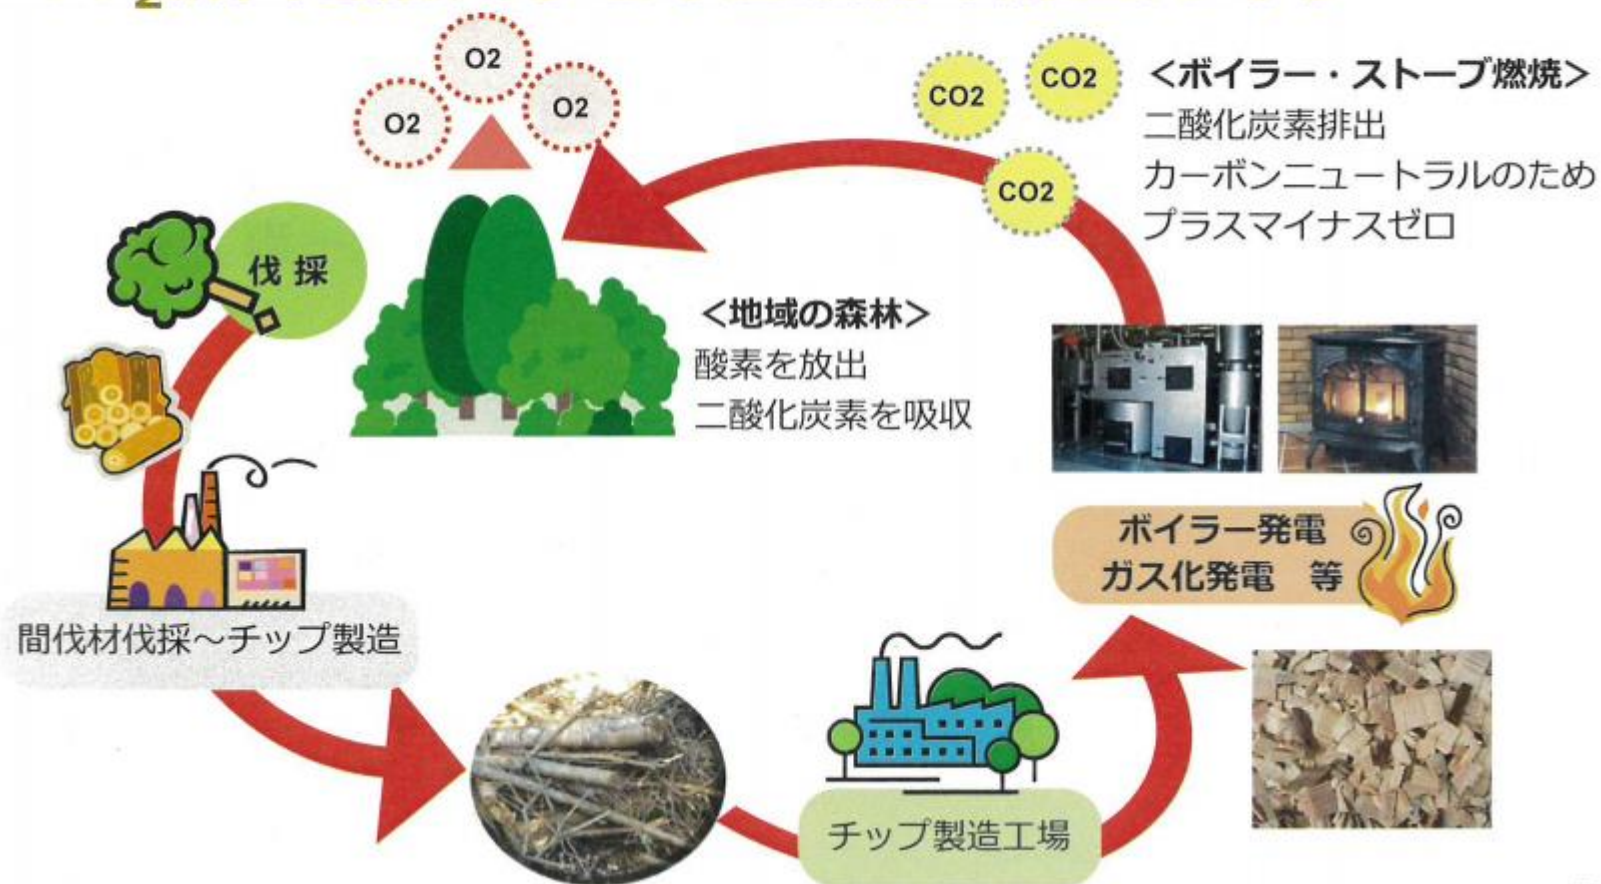 O2
O2
O2
CO2
CO2
CO2
<ボイラー・ストーブ燃焼>
二酸化炭素排出
カーボンニュートラルのため
プラスマイナスゼロ
伐採
<地域の森林>
酸素を放出
二酸化炭素を吸収
ボイラー発電
ガス化発電 等
間伐材伐採~チップ製造
チップ製造工場